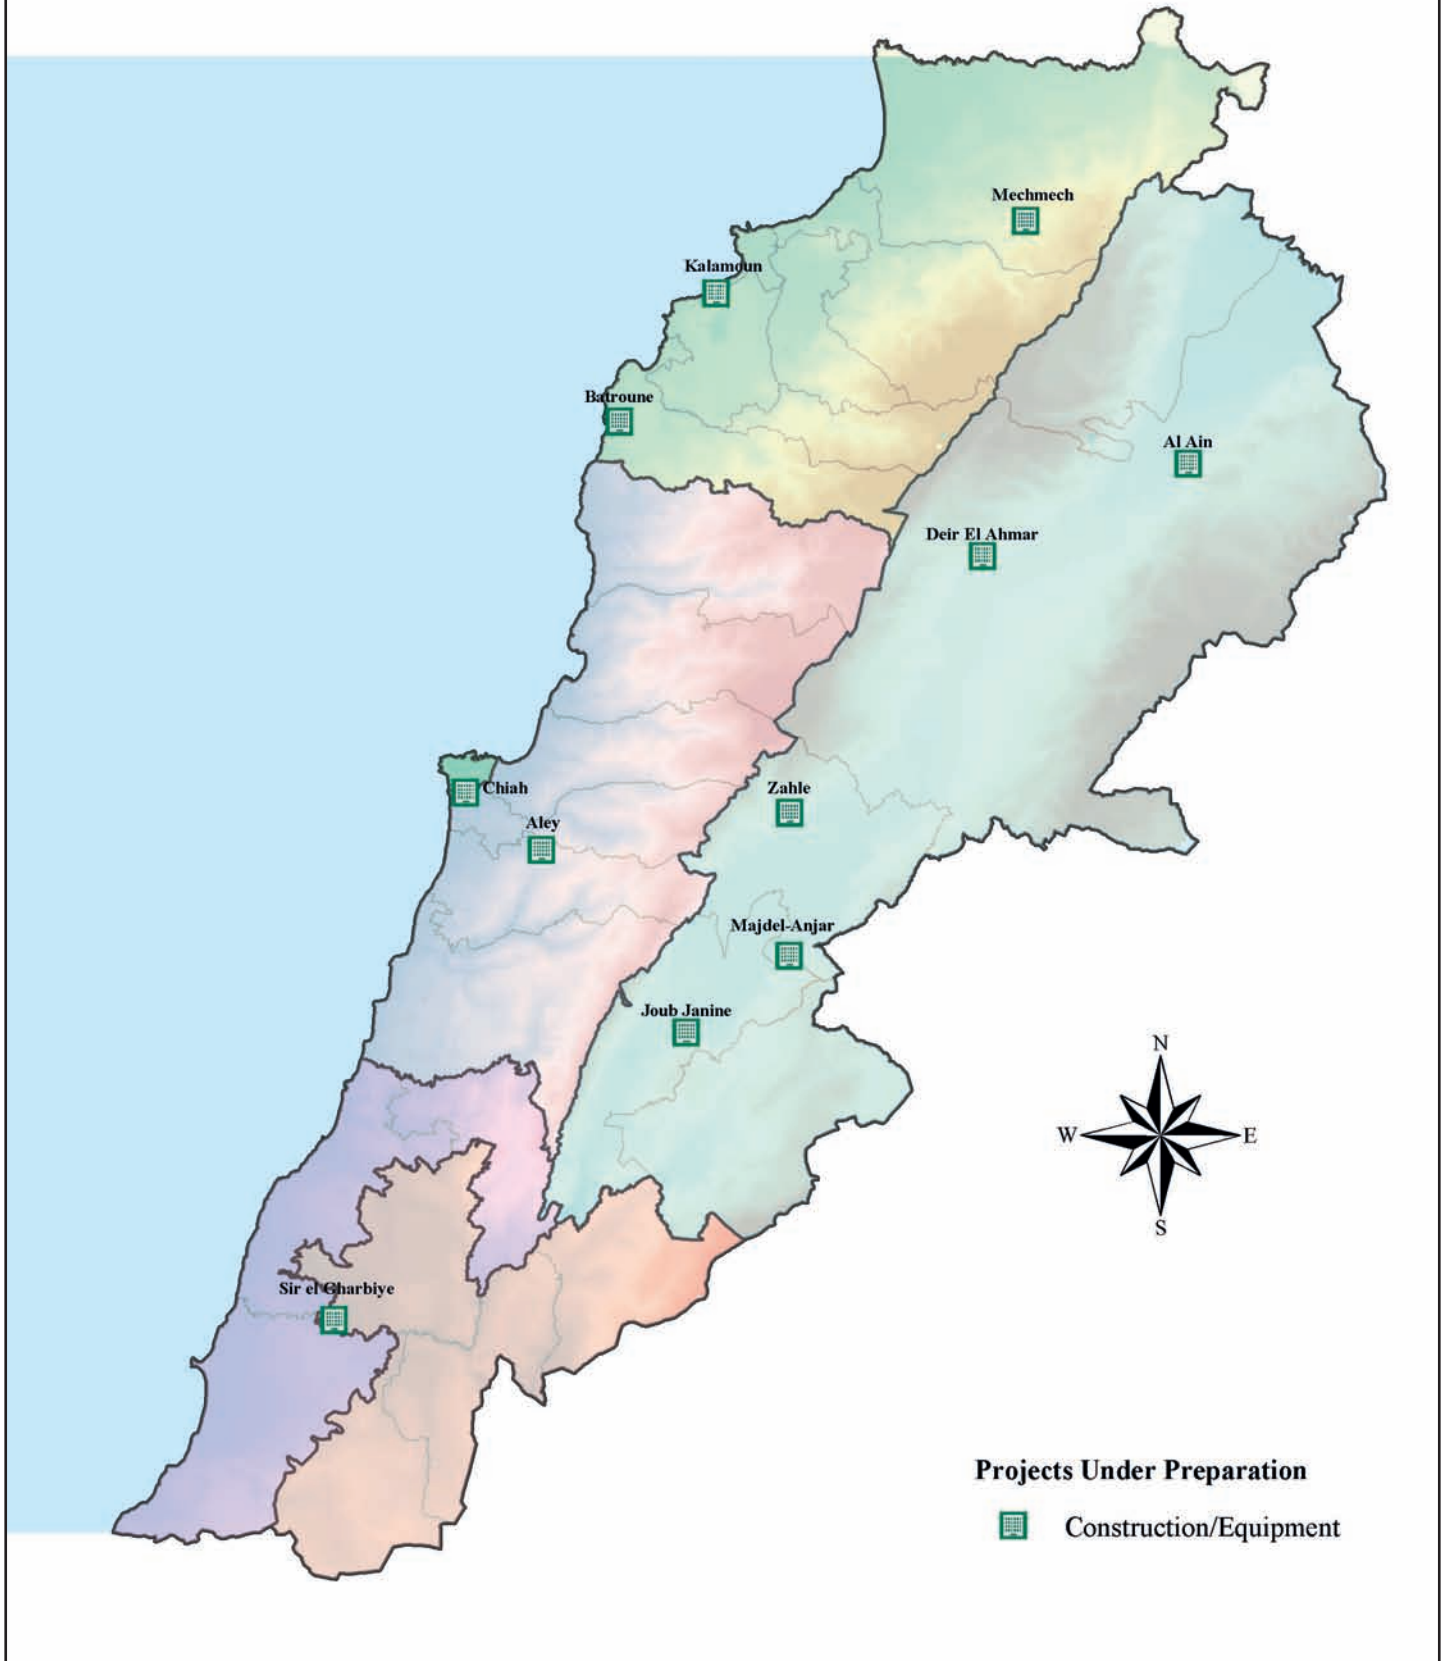 Mechmech
Kalamoun
Batroune
Al Ain
Deir El Ahmar
Chiah
Zahle
Aley
Majdel-Anjar
Joub Janine
N
W
E
S
Sir el Gharbiye
Projects Under Preparation
Construction/Equipment